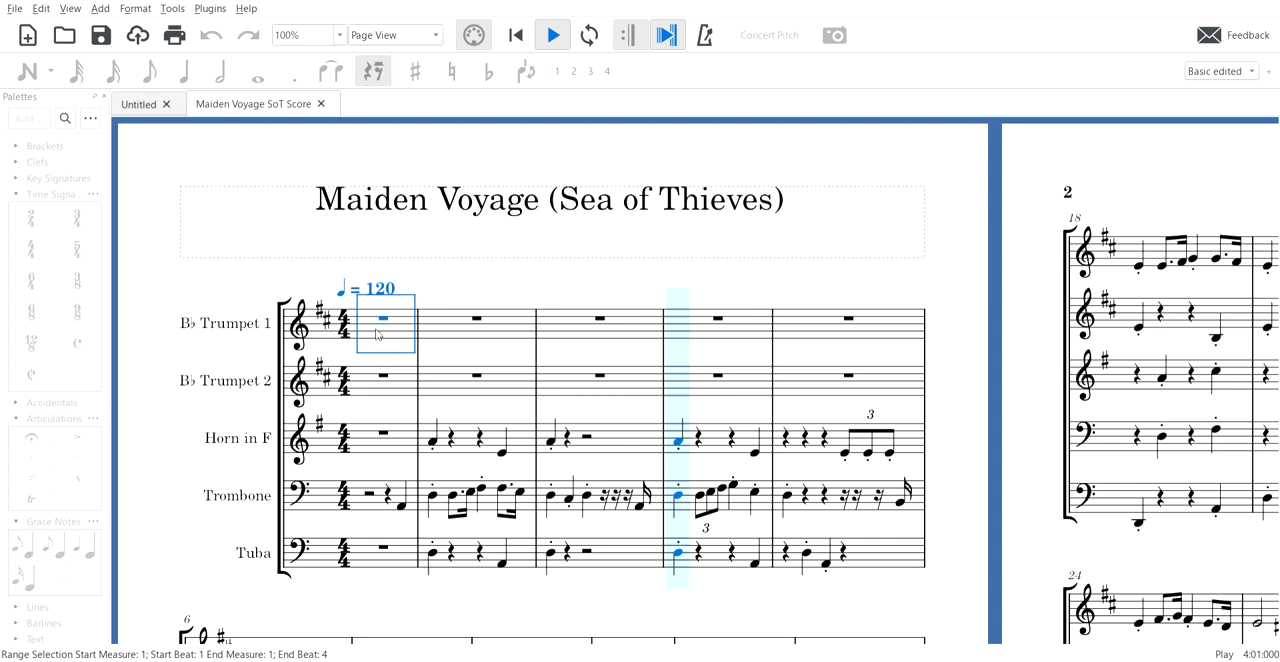 File Edit View Add Format Tools Plugins Help
100% Page View Concert Pitch Feedback
1 2 3 4 Basic edited
Palettes
Untitled Maiden Voyage SoT Score
Add ...
Brackets
Clefs
Key Signatures
Time Signa...
Accidentals
Articulations
Grace Notes
Lines
Barlines
Text
Maiden Voyage (Sea of Thieves)
= 120
B♭ Trumpet 1
B♭ Trumpet 2
Horn in F
3
Trombone
3
Tuba
6
2
18
24
Range Selection Start Measure: 1; Start Beat: 1 End Measure: 1; End Beat: 4
Play 4:01:000